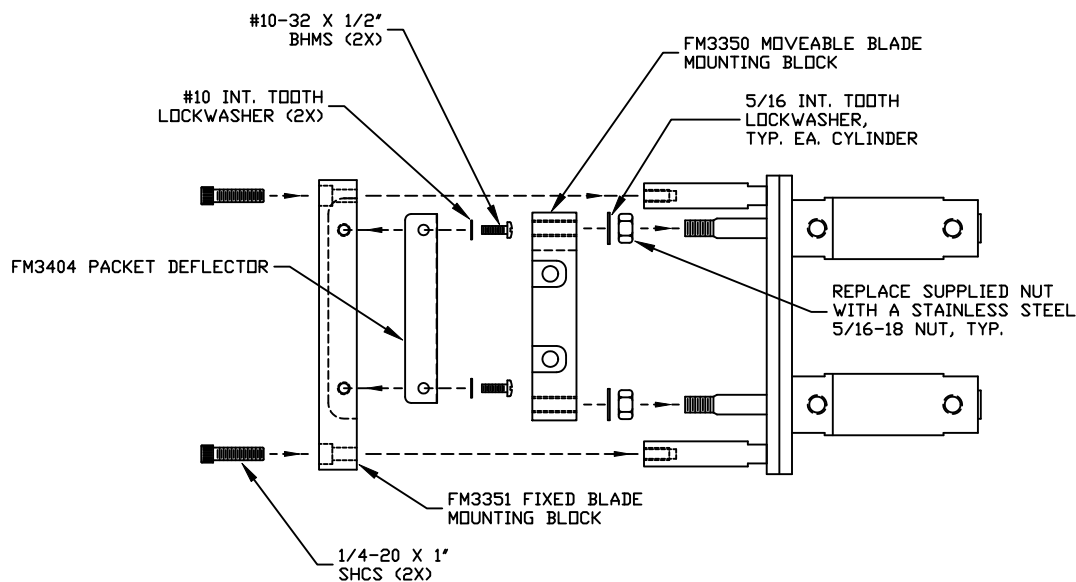 #10-32 X 1/2"
BHMS (2X)
FM3350 MOVEABLE BLADE
MOUNTING BLOCK
#10 INT. TOOTH
LOCKWASHER (2X)
5/16 INT. TOOTH
LOCKWASHER,
TYP. EA. CYLINDER
FM3404 PACKET DEFLECTOR
REPLACE SUPPLIED NUT
WITH A STAINLESS STEEL
5/16-18 NUT, TYP.
FM3351 FIXED BLADE
MOUNTING BLOCK
1/4-20 X 1"
SHCS (2X)